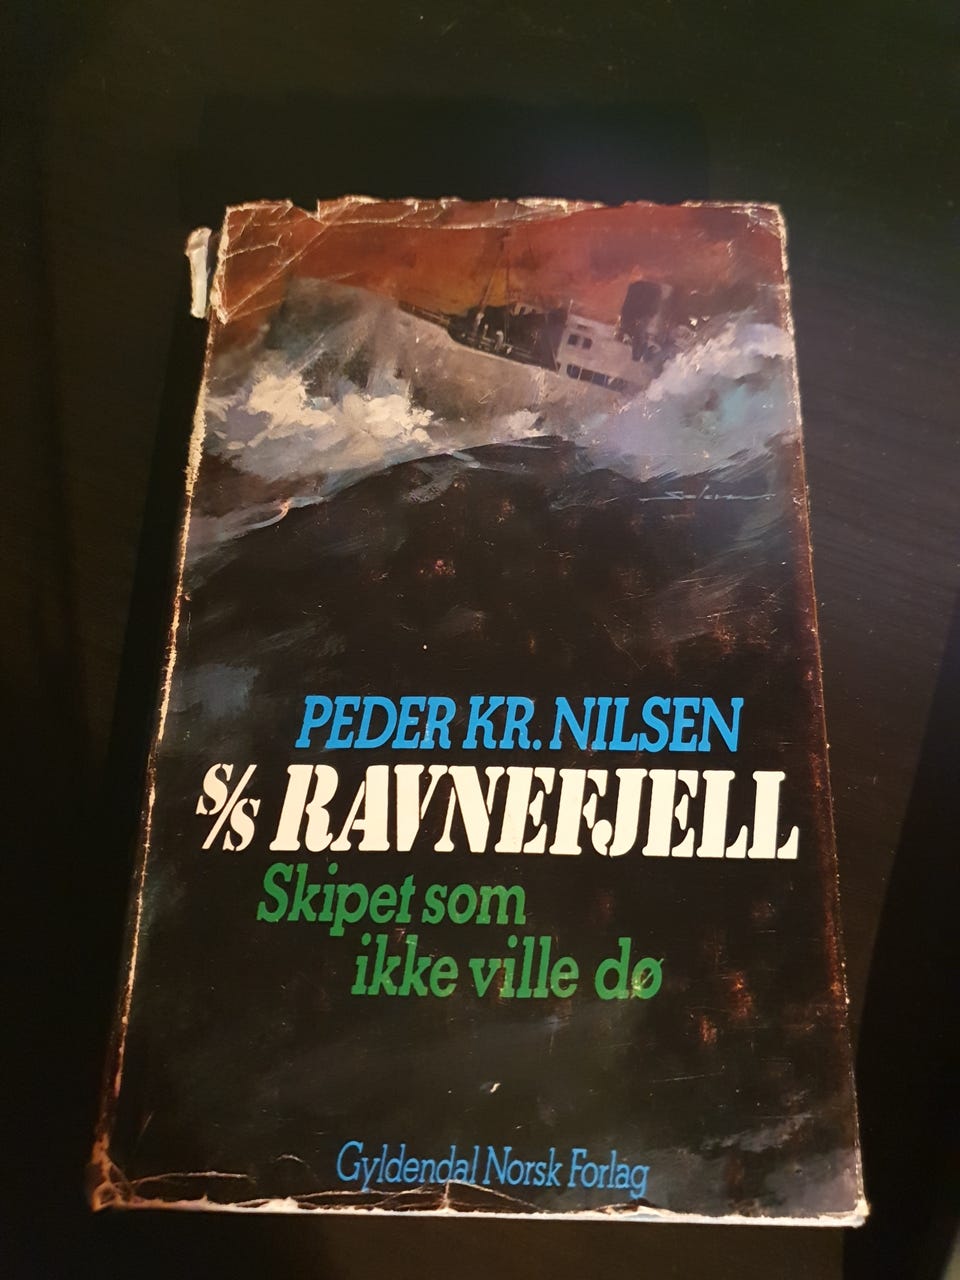 PEDER KR. NILSEN
S/S RAVNEFJELL
Skipet som
ikke ville dø
Gyldendal Norsk Forlag